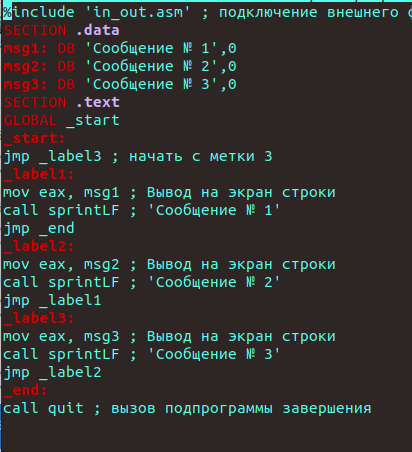 %include 'in_out.asm' ; подключение внешнего
SECTION .data
msg1: DB 'Сообщение № 1',0
msg2: DB 'Сообщение № 2',0
msg3: DB 'Сообщение № 3',0
SECTION .text
GLOBAL _start
_start:
jmp _label3 ; начать с метки 3
_label1:
mov eax, msg1 ; Вывод на экран строки
call sprintLF ; 'Сообщение № 1'
jmp _end
_label2:
mov eax, msg2 ; Вывод на экран строки
call sprintLF ; 'Сообщение № 2'
jmp _label1
_label3:
mov eax, msg3 ; Вывод на экран строки
call sprintLF ; 'Сообщение № 3'
jmp _label2
_end:
call quit ; вызов подпрограммы завершения